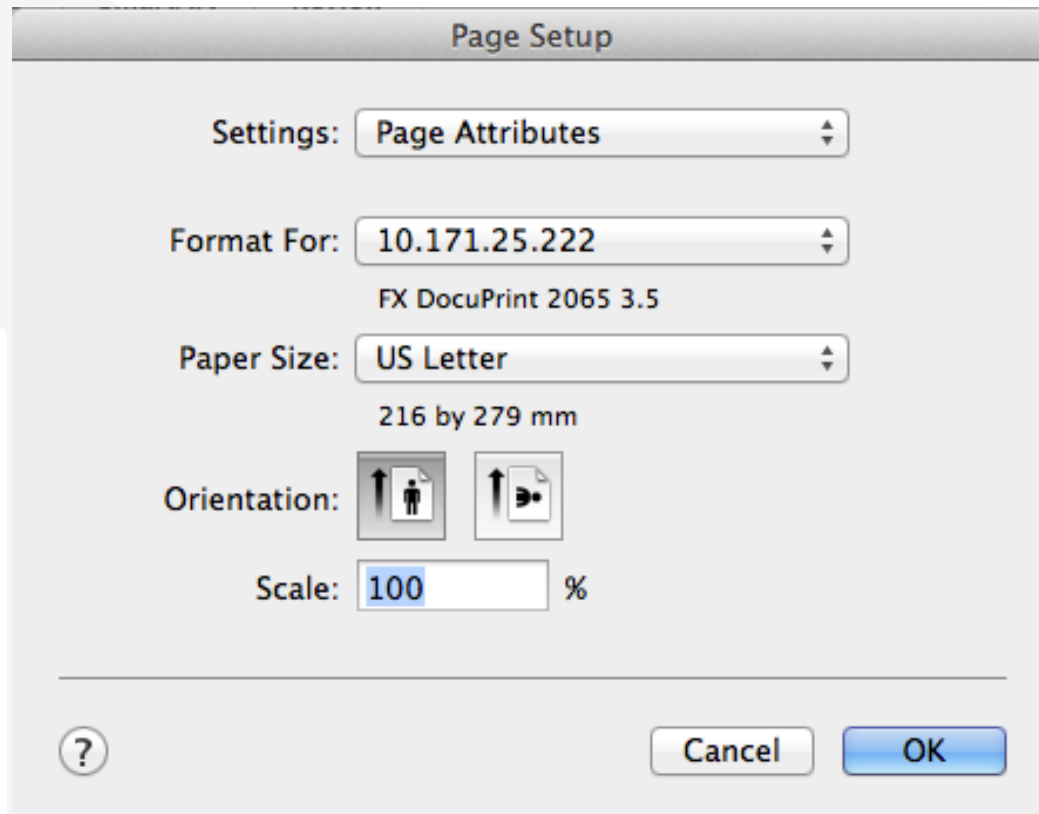 Page Setup
Settings: Page Attributes
Format For: 10.171.25.222
FX DocuPrint 2065 3.5
Paper Size: US Letter
216 by 279 mm
Orientation:
Scale: 100 %
? Cancel OK